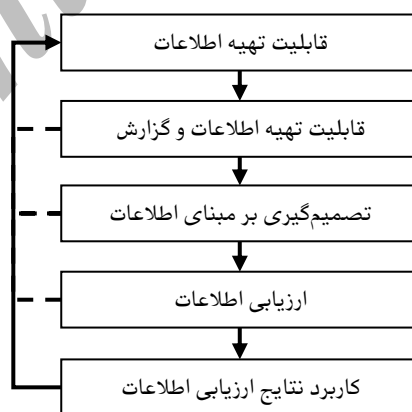 قابلیت تهیه اطلاعات
قابلیت تهیه اطلاعات و گزارش
تصمیم‌گیری بر مبنای اطلاعات
ارزیابی اطلاعات
کاربرد نتایج ارزیابی اطلاعات